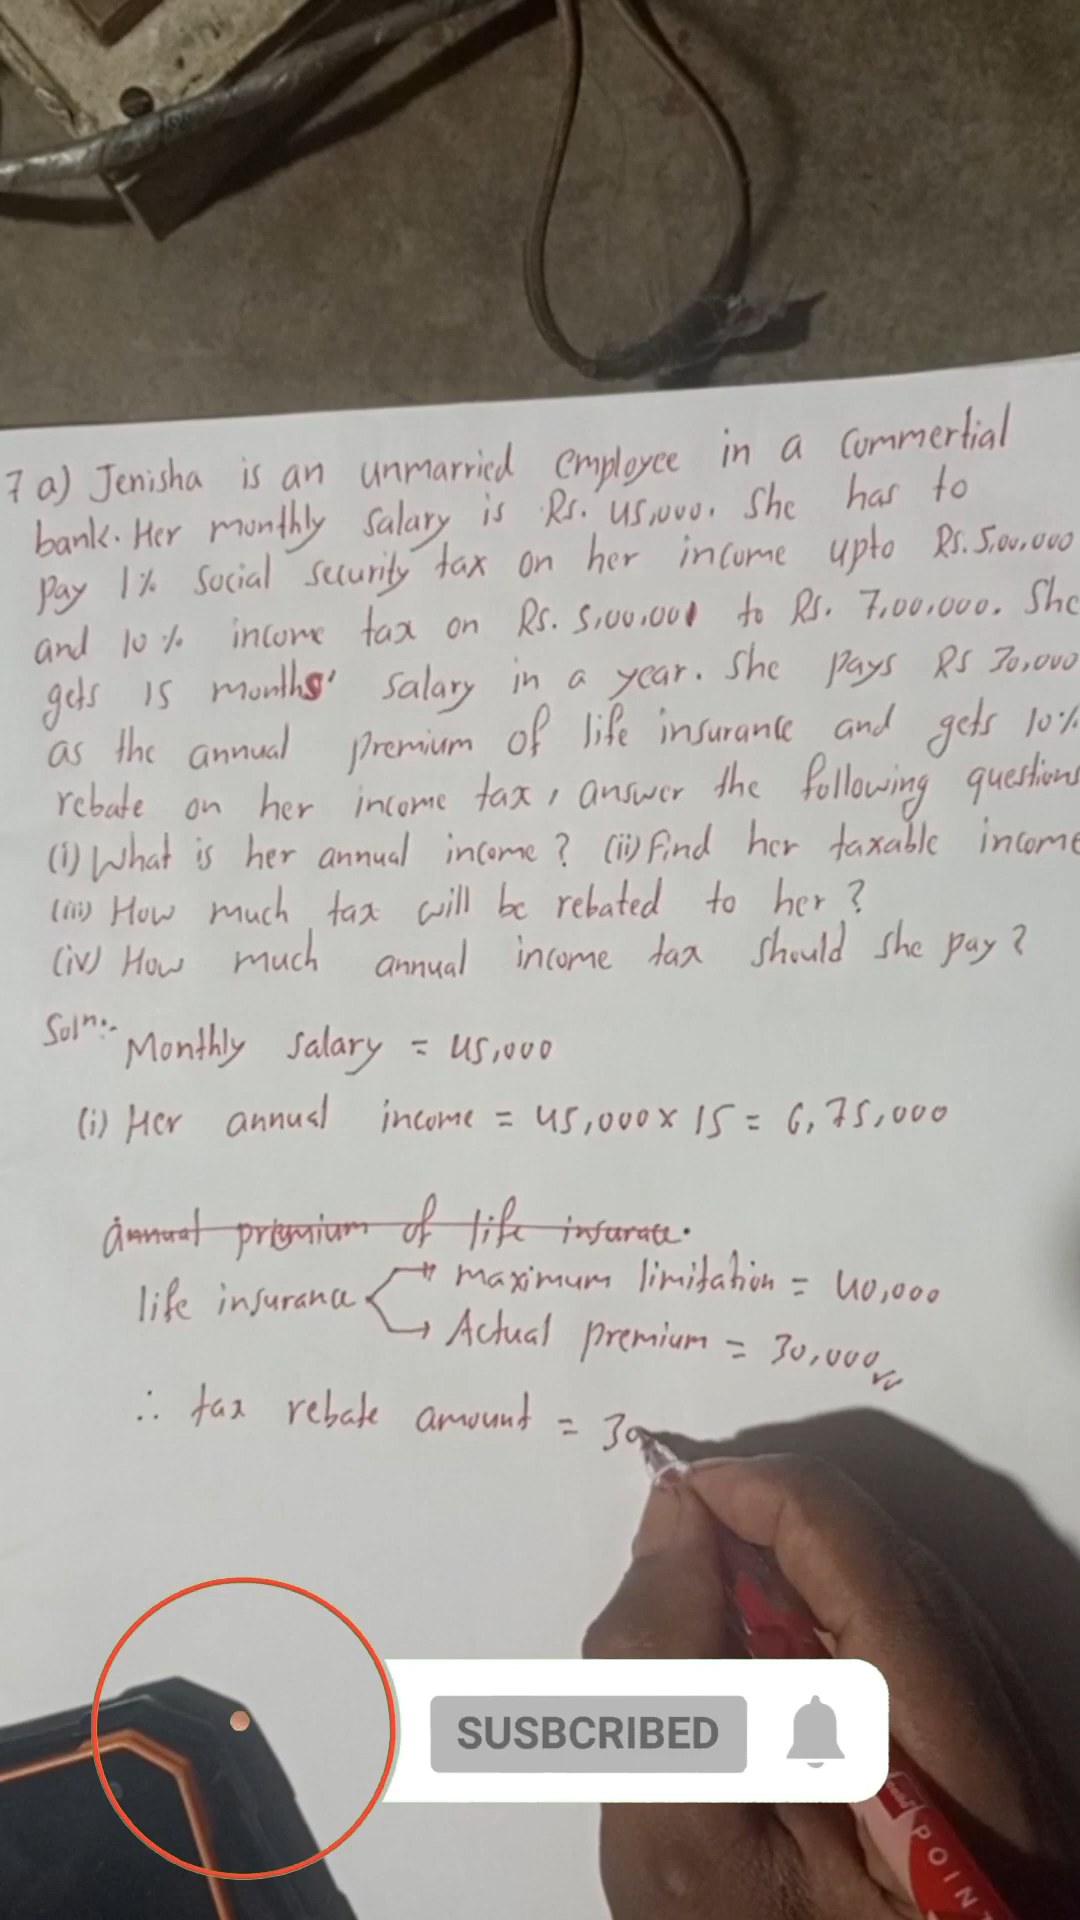 7 a) Jenisha is an unmarried employee in a Commertial
bank. Her monthly salary is Rs. 45,000. She has to
pay 1% Social security tax on her income upto Rs. 5,00,000
and 10% income tax on Rs. 5,00,001 to Rs. 7,00,000. She
gets 15 months' salary in a year. She pays RS 30,000
as the annual premium of life insurance and gets 10%
rebate on her income tax, answer the following questions
(i) What is her annual income? (ii) find her taxable income
(iii) How much tax will be rebated to her?
(iv) How much annual income tax should she pay?
Soln:-
Monthly salary = 45,000
(i) Her annual income = 45,000 x 15 = 6,75,000
life insurance → maximum limitation = 40,000
→ Actual premium = 30,000
∴ tax rebate amount = 30
SUSBCRIBED
POINT